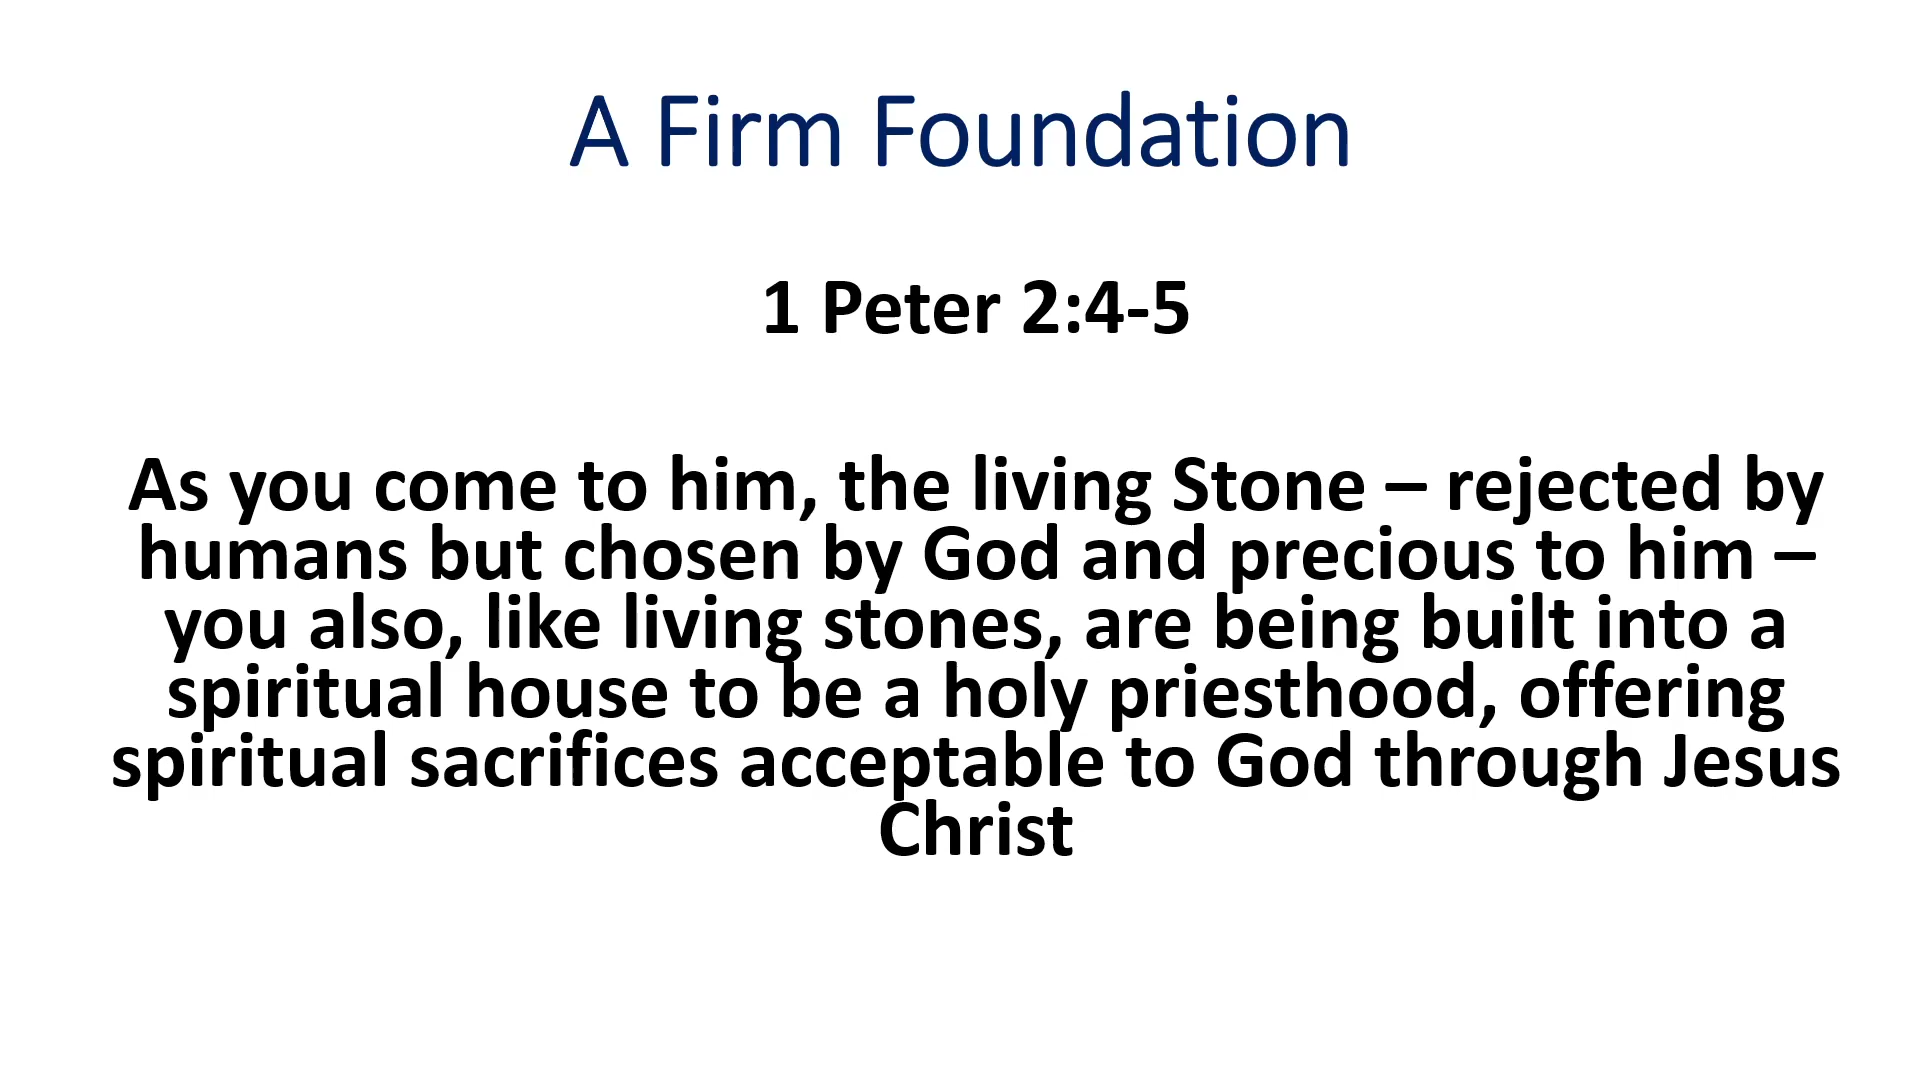 A Firm Foundation
1 Peter 2:4-5
As you come to him, the living Stone – rejected by
humans but chosen by God and precious to him –
you also, like living stones, are being built into a
spiritual house to be a holy priesthood, offering
spiritual sacrifices acceptable to God through Jesus
Christ